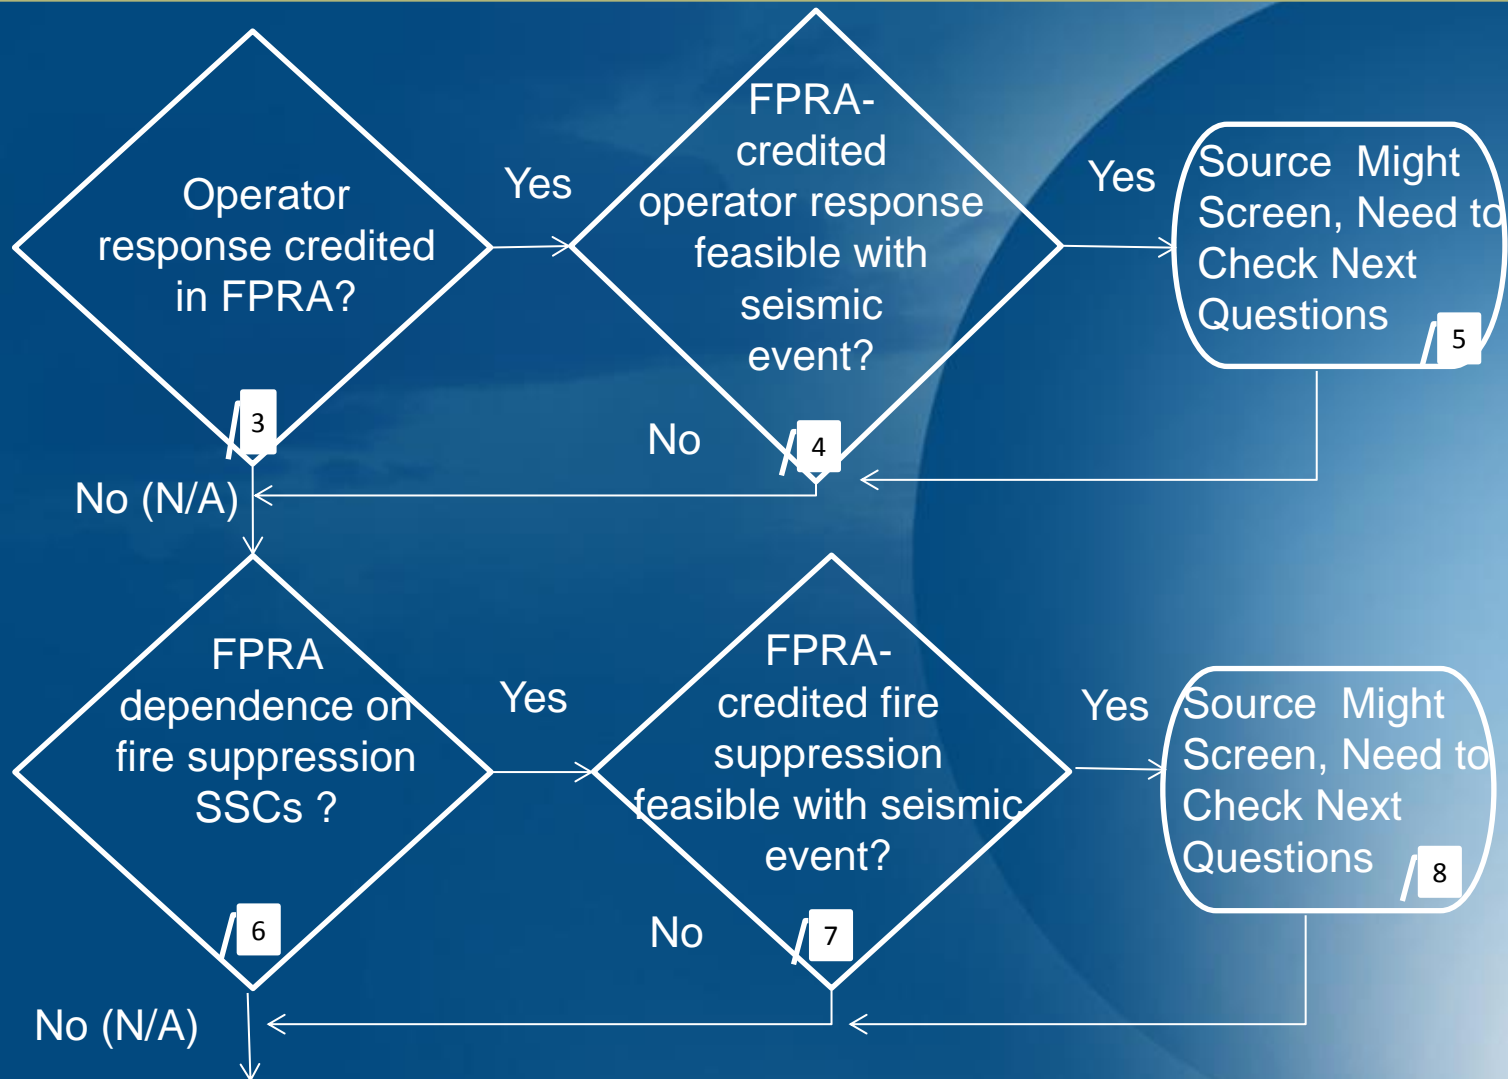 Operator
response credited
in FPRA?
3
Yes
FPRA-
credited
operator response
feasible with
seismic
event?
4
Yes
Source  Might
Screen, Need to
Check Next
Questions
5
No
No (N/A)
FPRA
dependence on
fire suppression
SSCs ?
6
Yes
FPRA-
credited fire
suppression
feasible with seismic
event?
7
Yes
Source  Might
Screen, Need to
Check Next
Questions
8
No
No (N/A)